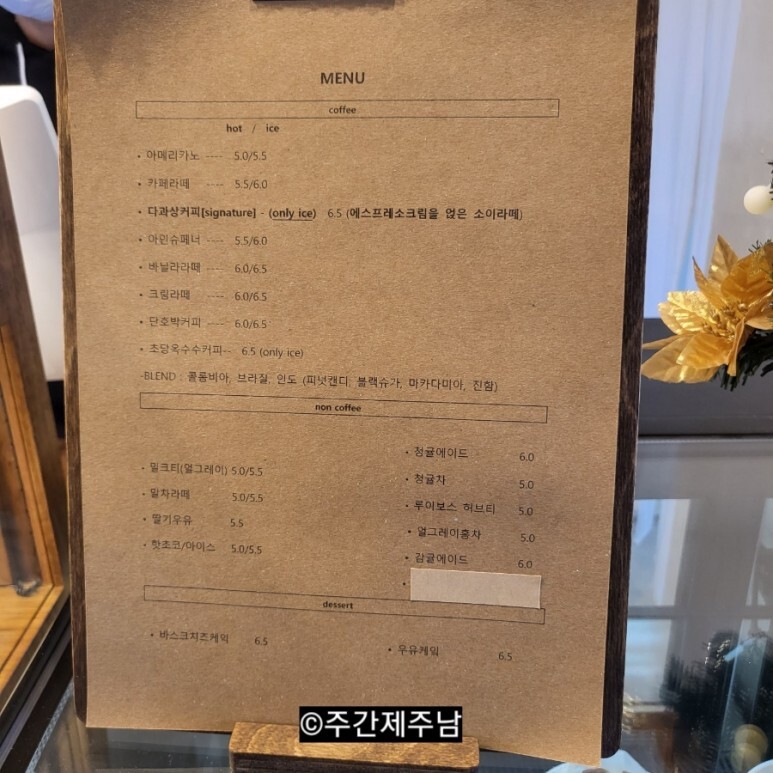 MENU
coffee
hot / ice
• 아메리카노 ---- 5.0/5.5
• 카페라떼 ---- 5.5/6.0
• 다과상커피[signature] - (only ice) 6.5 (에스프레소크림을 얹은 소이라떼)
• 아인슈페너 ---- 5.5/6.0
• 바닐라라떼 ---- 6.0/6.5
• 크림라떼 ---- 6.0/6.5
• 단호박커피 ---- 6.0/6.5
• 초당옥수수커피-- 6.5 (only ice)
-BLEND : 콜롬비아, 브라질, 인도 (피넛캔디, 블랙슈가, 마카다미아, 진함)
non coffee
• 밀크티(얼그레이) 5.0/5.5
• 말차라떼 5.0/5.5
• 딸기우유 5.5
• 핫초코/아이스 5.0/5.5
• 청귤에이드 6.0
• 청귤차 5.0
• 루이보스 허브티 5.0
• 얼그레이홍차 5.0
• 감귤에이드 6.0
dessert
• 바스크치즈케익 6.5
• 우유케익 6.5
©주간제주남